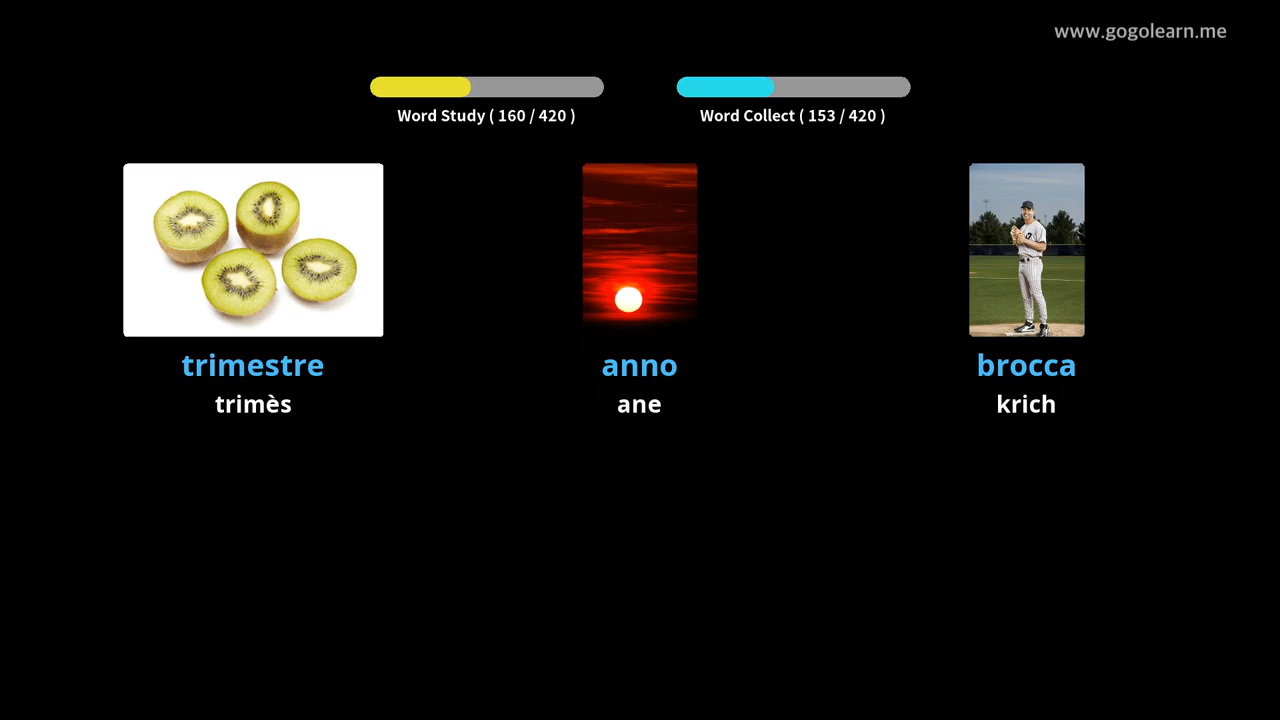 www.gogolearn.me
Word Study ( 160 / 420 )
Word Collect ( 153 / 420 )
trimestre
trimès
anno
ane
brocca
krich